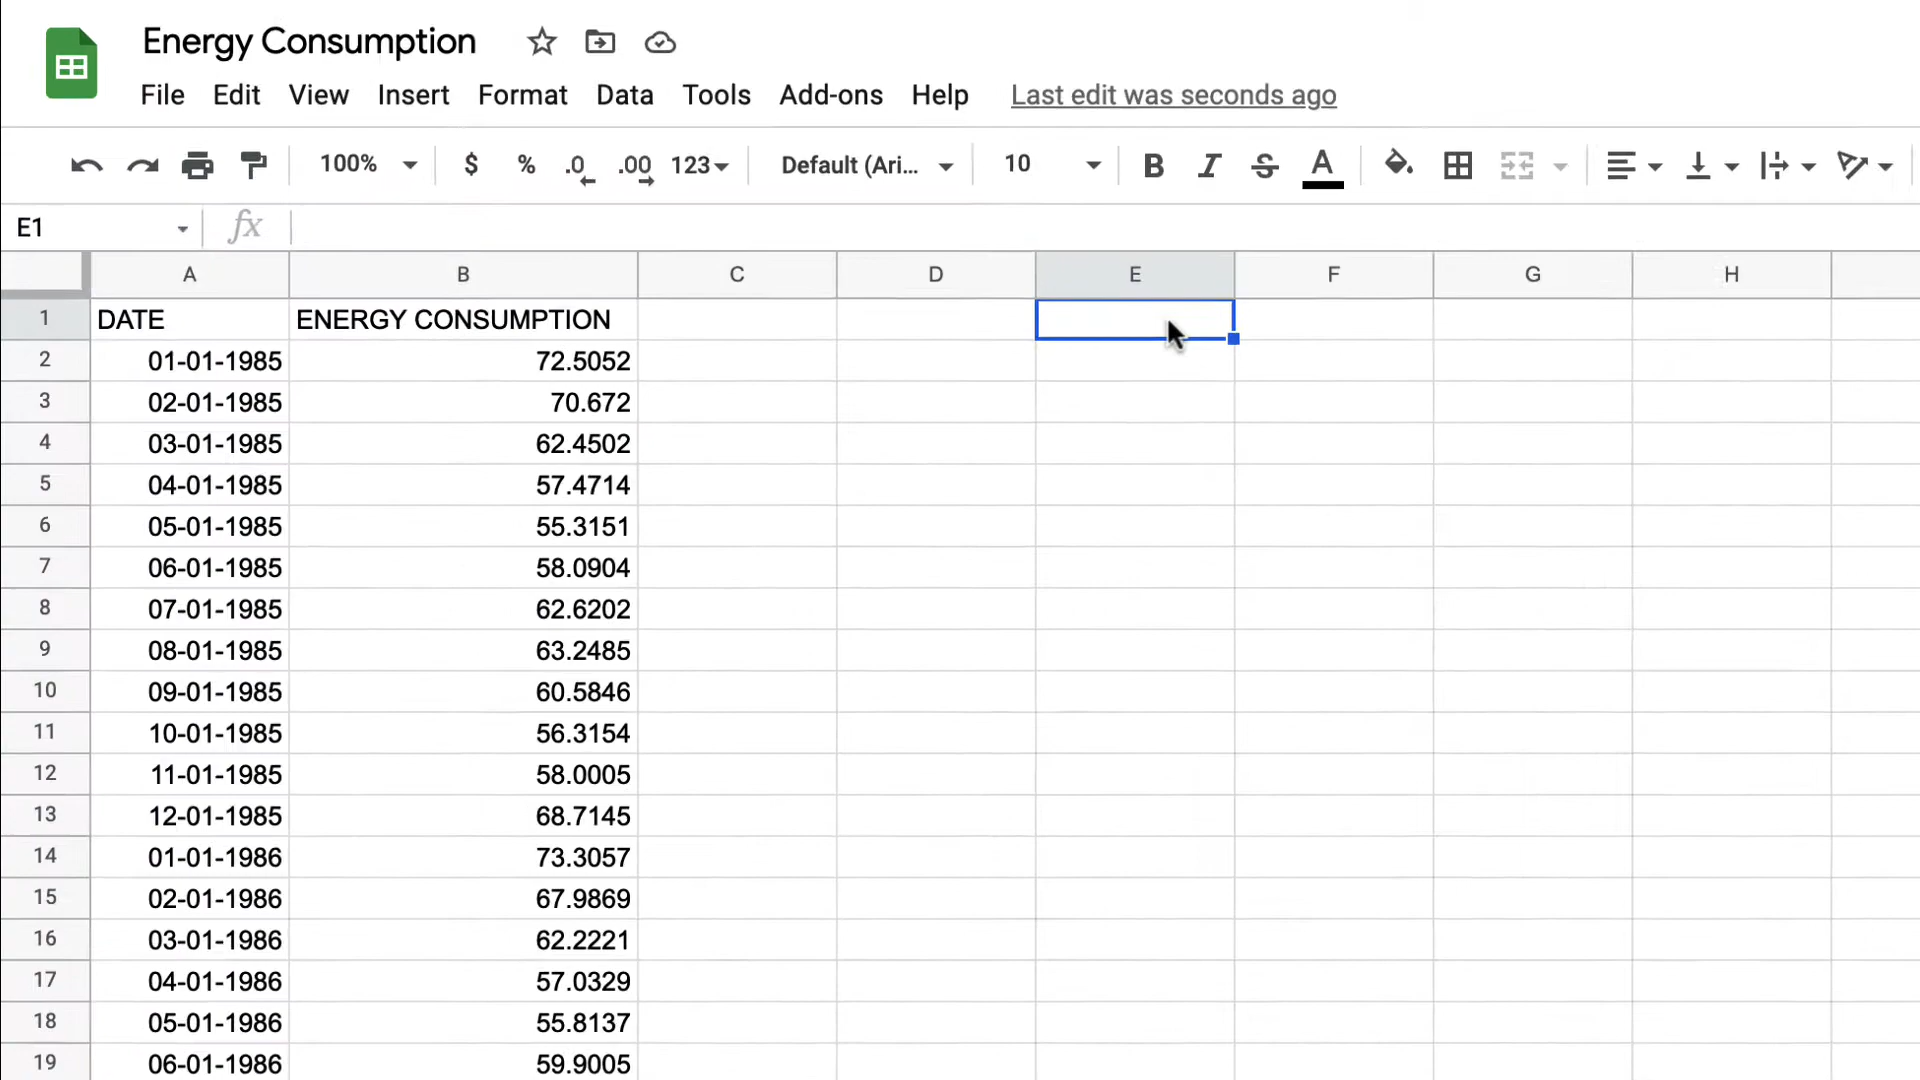 Energy Consumption
File Edit View Insert Format Data Tools Add-ons Help Last edit was seconds ago
100% $ % .0 .00 123 Default (Ari... 10 B I S A
E1 fx
A B C D E F G H
1 DATE ENERGY CONSUMPTION
2 01-01-1985 72.5052
3 02-01-1985 70.672
4 03-01-1985 62.4502
5 04-01-1985 57.4714
6 05-01-1985 55.3151
7 06-01-1985 58.0904
8 07-01-1985 62.6202
9 08-01-1985 63.2485
10 09-01-1985 60.5846
11 10-01-1985 56.3154
12 11-01-1985 58.0005
13 12-01-1985 68.7145
14 01-01-1986 73.3057
15 02-01-1986 67.9869
16 03-01-1986 62.2221
17 04-01-1986 57.0329
18 05-01-1986 55.8137
19 06-01-1986 59.9005